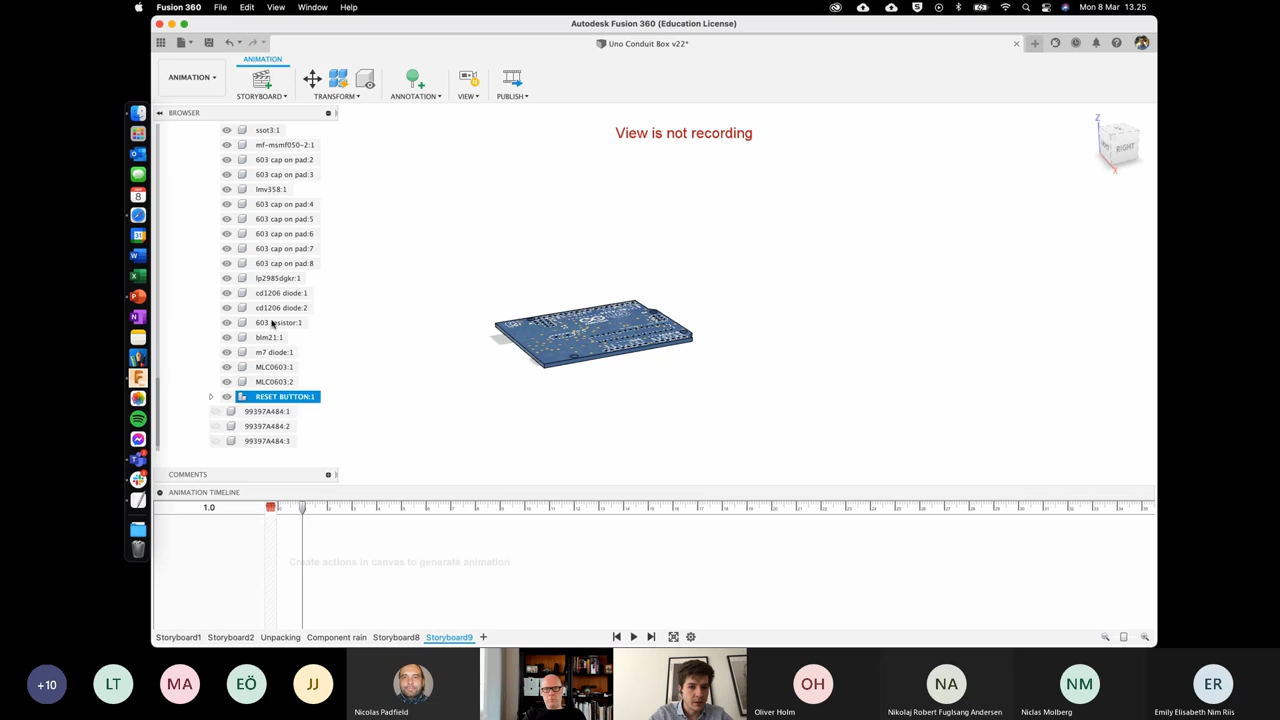 Fusion 360 File Edit View Window Help
Mon 8 Mar 13.25
Autodesk Fusion 360 (Education License)
Uno Conduit Box v22*
ANIMATION
ANIMATION
STORYBOARD
TRANSFORM
ANNOTATION
VIEW
PUBLISH
BROWSER
View is not recording
Z
RIGHT
X
ssot3:1
mf-msmf050-2:1
603 cap on pad:2
603 cap on pad:3
lmv358:1
603 cap on pad:4
603 cap on pad:5
603 cap on pad:6
603 cap on pad:7
603 cap on pad:8
lp2985dgkr:1
cd1206 diode:1
cd1206 diode:2
603 resistor:1
blm21:1
m7 diode:1
MLC0603:1
MLC0603:2
RESET BUTTON:1
99397A484:1
99397A484:2
99397A484:3
COMMENTS
ANIMATION TIMELINE
1.0
Create actions in canvas to generate animation
Storyboard1 Storyboard2 Unpacking Component rain Storyboard8 Storyboard9
+10
LT
MA
EÖ
JJ
Nicolas Padfield
OH
Oliver Holm
NA
Nikolaj Robert Fuglsang Andersen
NM
Niclas Molberg
ER
Emily Elisabeth Nim Riis